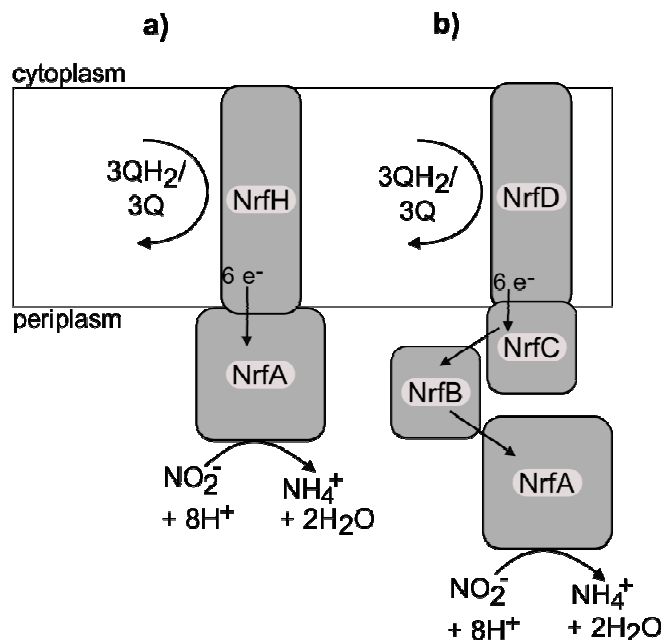 a)
b)
cytoplasm
3QH2/
3Q
NrfH
6 e-
periplasm
NrfA
NO2-
+ 8H+
NH4+
+ 2H2O
3QH2/
3Q
NrfD
6 e-
NrfC
NrfB
NrfA
NO2-
+ 8H+
NH4+
+ 2H2O